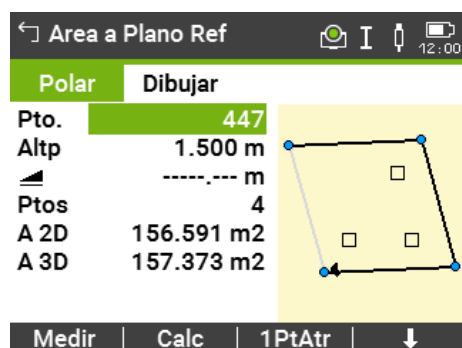 Area a Plano Ref
I
12:00
Polar Dibujar
Pto. 447
Altp 1.500 m
-----.--- m
Ptos 4
A 2D 156.591 m2
A 3D 157.373 m2
Medir | Calc | 1PtAtr | ⬇